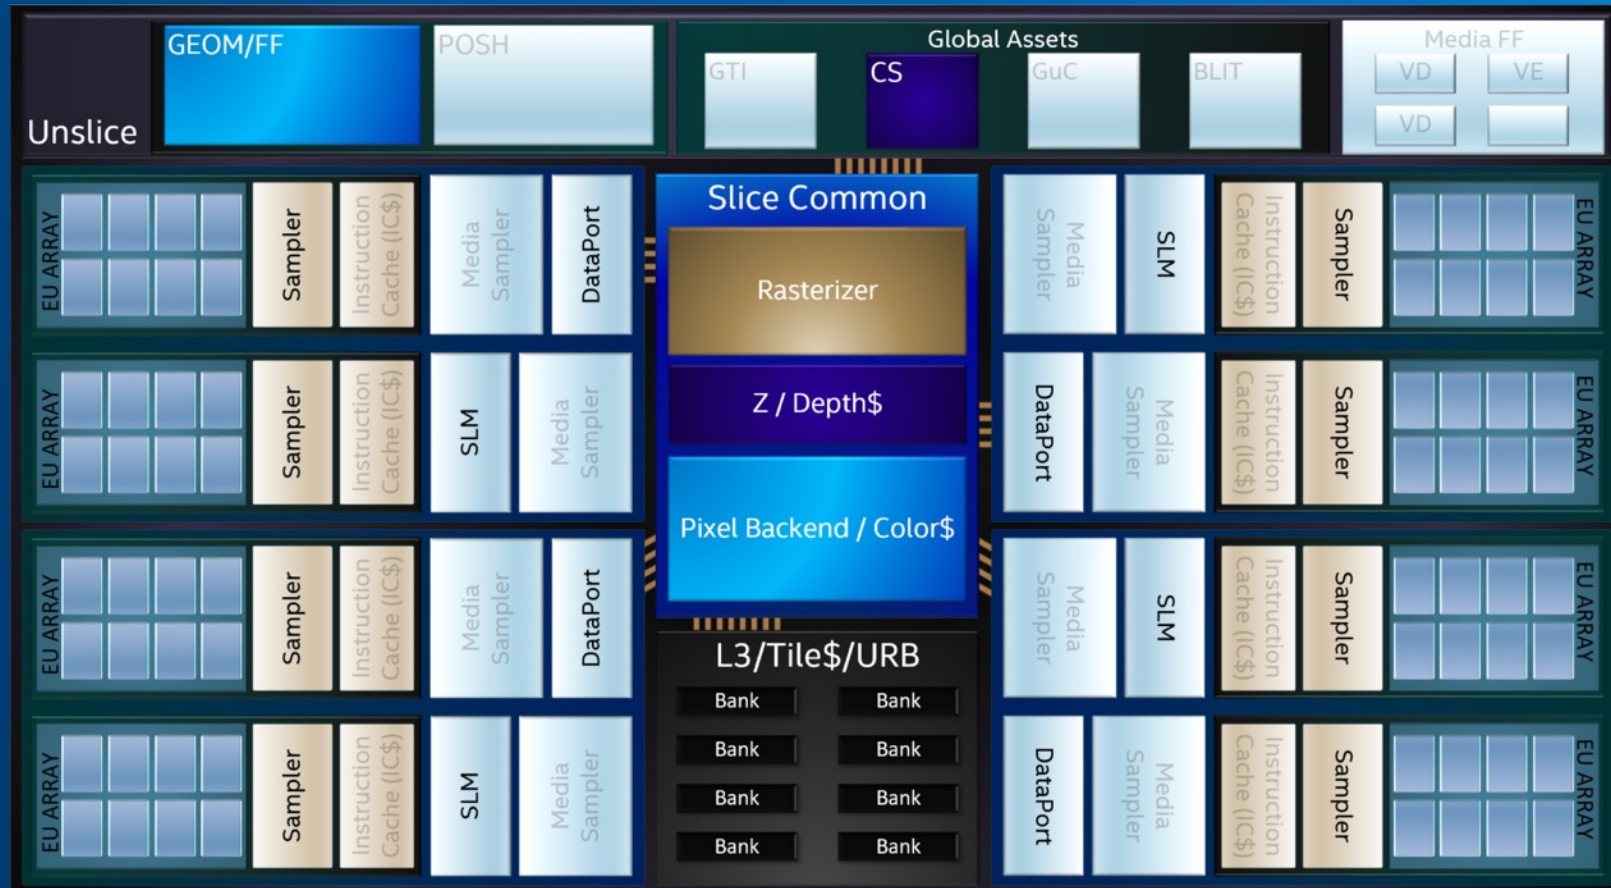 GEOM/FF
POSH
Global Assets
Media FF
GTI
CS
GuC
BLIT
VD
VE
VD
Unslice
EU ARRAY
Sampler
Instruction
Cache (IC$)
Media
Sampler
DataPort
Slice Common
Media
Sampler
SLM
Instruction
Cache (IC$)
Sampler
EU ARRAY
Rasterizer
EU ARRAY
Sampler
Instruction
Cache (IC$)
SLM
Media
Sampler
Z / Depth$
DataPort
Media
Sampler
Instruction
Cache (IC$)
Sampler
EU ARRAY
Pixel Backend / Color$
EU ARRAY
Sampler
Instruction
Cache (IC$)
Media
Sampler
DataPort
Media
Sampler
SLM
Instruction
Cache (IC$)
Sampler
EU ARRAY
L3/Tile$/URB
Bank
Bank
Bank
Bank
Bank
Bank
Bank
Bank
EU ARRAY
Sampler
Instruction
Cache (IC$)
SLM
Media
Sampler
DataPort
Media
Sampler
Instruction
Cache (IC$)
Sampler
EU ARRAY